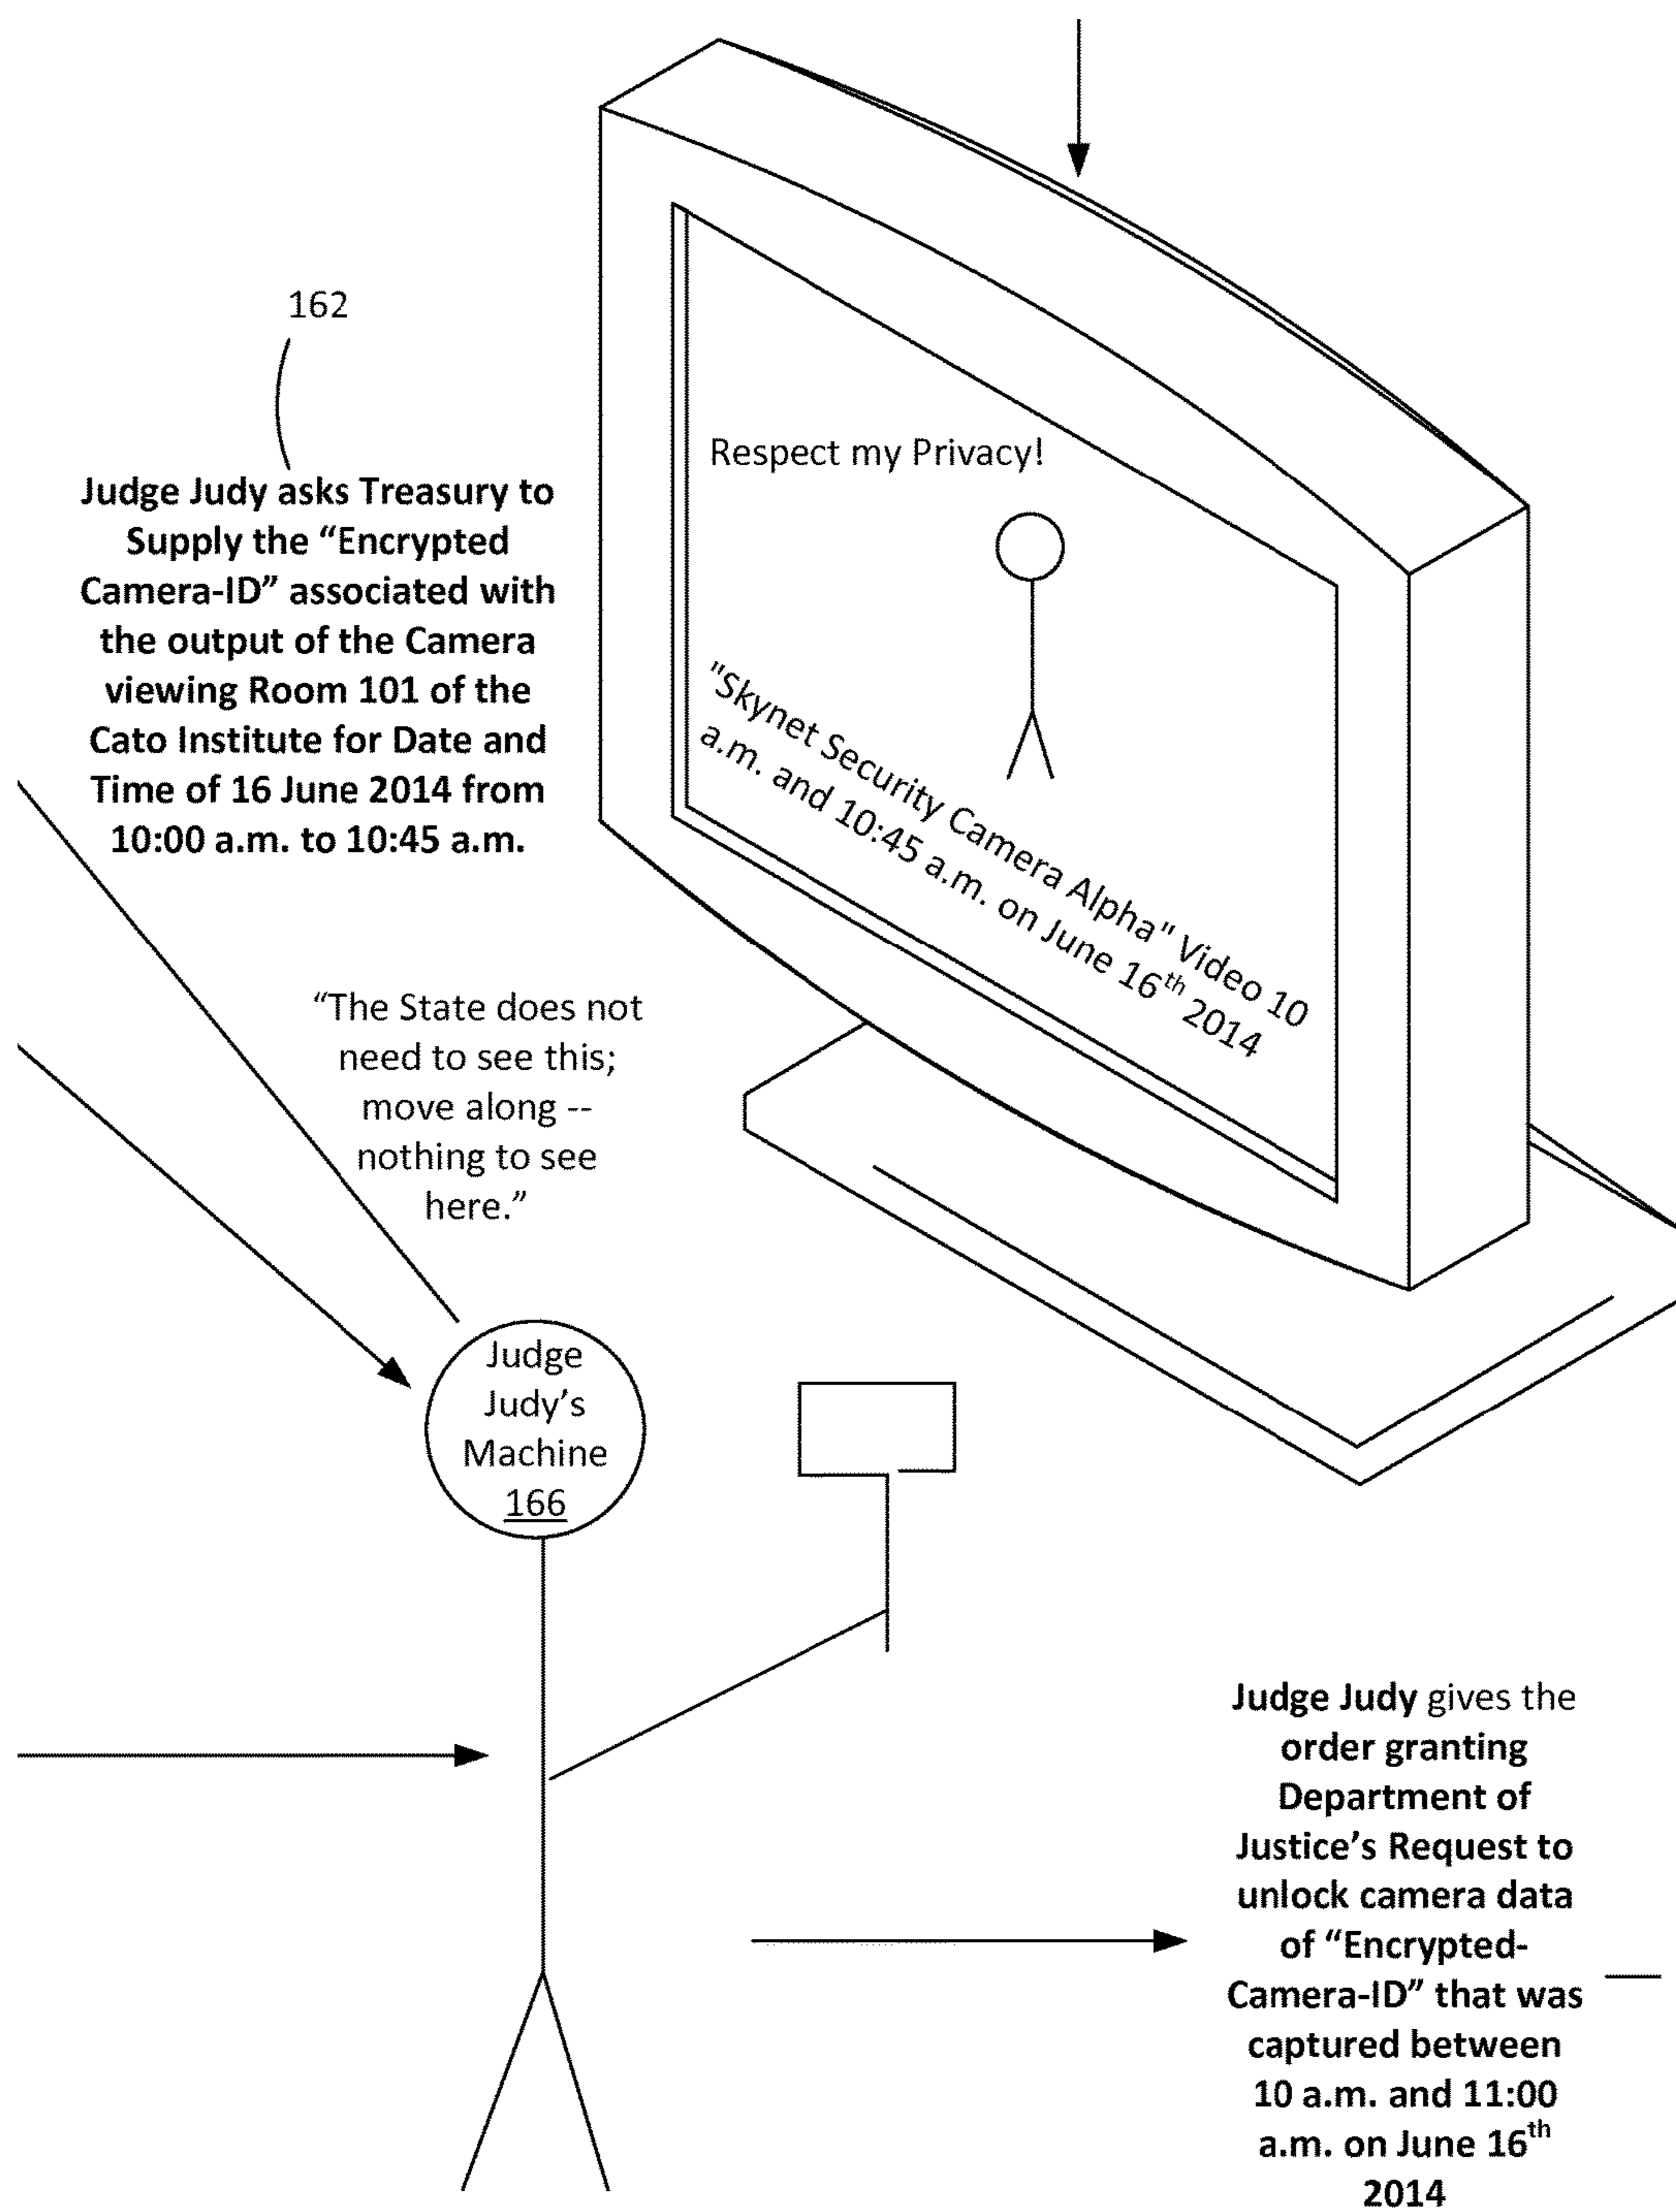 162
Judge Judy asks Treasury to
Supply the “Encrypted
Camera-ID” associated with
the output of the Camera
viewing Room 101 of the
Cato Institute for Date and
Time of 16 June 2014 from
10:00 a.m. to 10:45 a.m.
Respect my Privacy!
"Skynet Security Camera Alpha" Video 10
a.m. and 10:45 a.m. on June 16th 2014
“The State does not
need to see this;
move along --
nothing to see
here.”
Judge
Judy’s
Machine
166
Judge Judy gives the
order granting
Department of
Justice’s Request to
unlock camera data
of “Encrypted-
Camera-ID” that was
captured between
10 a.m. and 11:00
a.m. on June 16th
2014